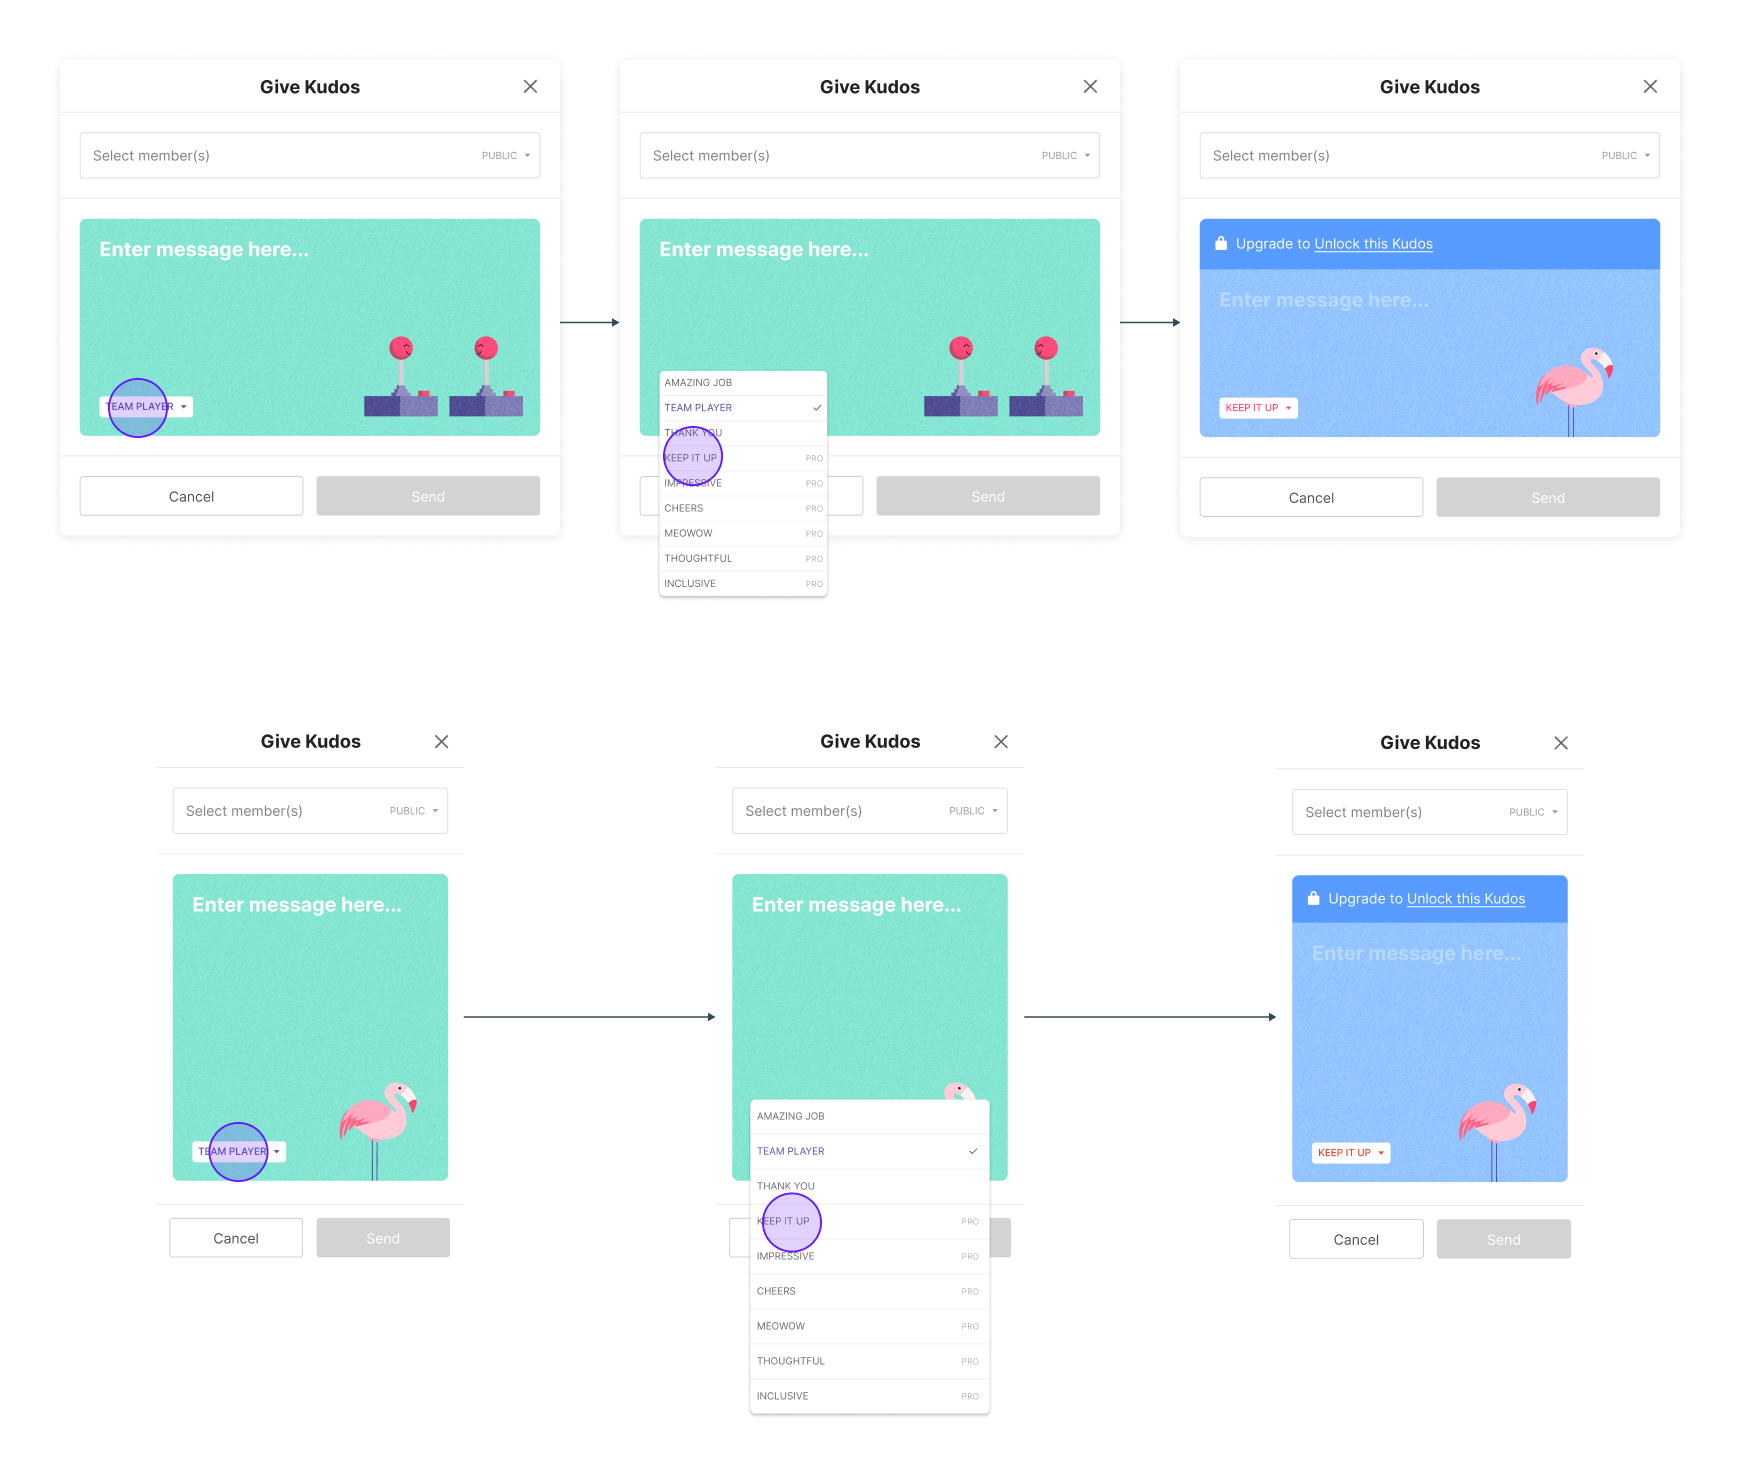 Give Kudos
Select member(s) PUBLIC
Enter message here...
TEAM PLAYER
Cancel Send
Give Kudos
Select member(s) PUBLIC
Enter message here...
AMAZING JOB
TEAM PLAYER
THANK YOU
KEEP IT UP PRO
IMPRESSIVE PRO
CHEERS PRO
MEOWOW PRO
THOUGHTFUL PRO
INCLUSIVE PRO
Send
Give Kudos
Select member(s) PUBLIC
Upgrade to Unlock this Kudos
Enter message here...
KEEP IT UP
Cancel Send
Give Kudos
Select member(s) PUBLIC
Enter message here...
TEAM PLAYER
Cancel Send
Give Kudos
Select member(s) PUBLIC
Enter message here...
AMAZING JOB
TEAM PLAYER
THANK YOU
KEEP IT UP PRO
IMPRESSIVE PRO
CHEERS PRO
MEOWOW PRO
THOUGHTFUL PRO
INCLUSIVE PRO
Give Kudos
Select member(s) PUBLIC
Upgrade to Unlock this Kudos
Enter message here...
KEEP IT UP
Cancel Send